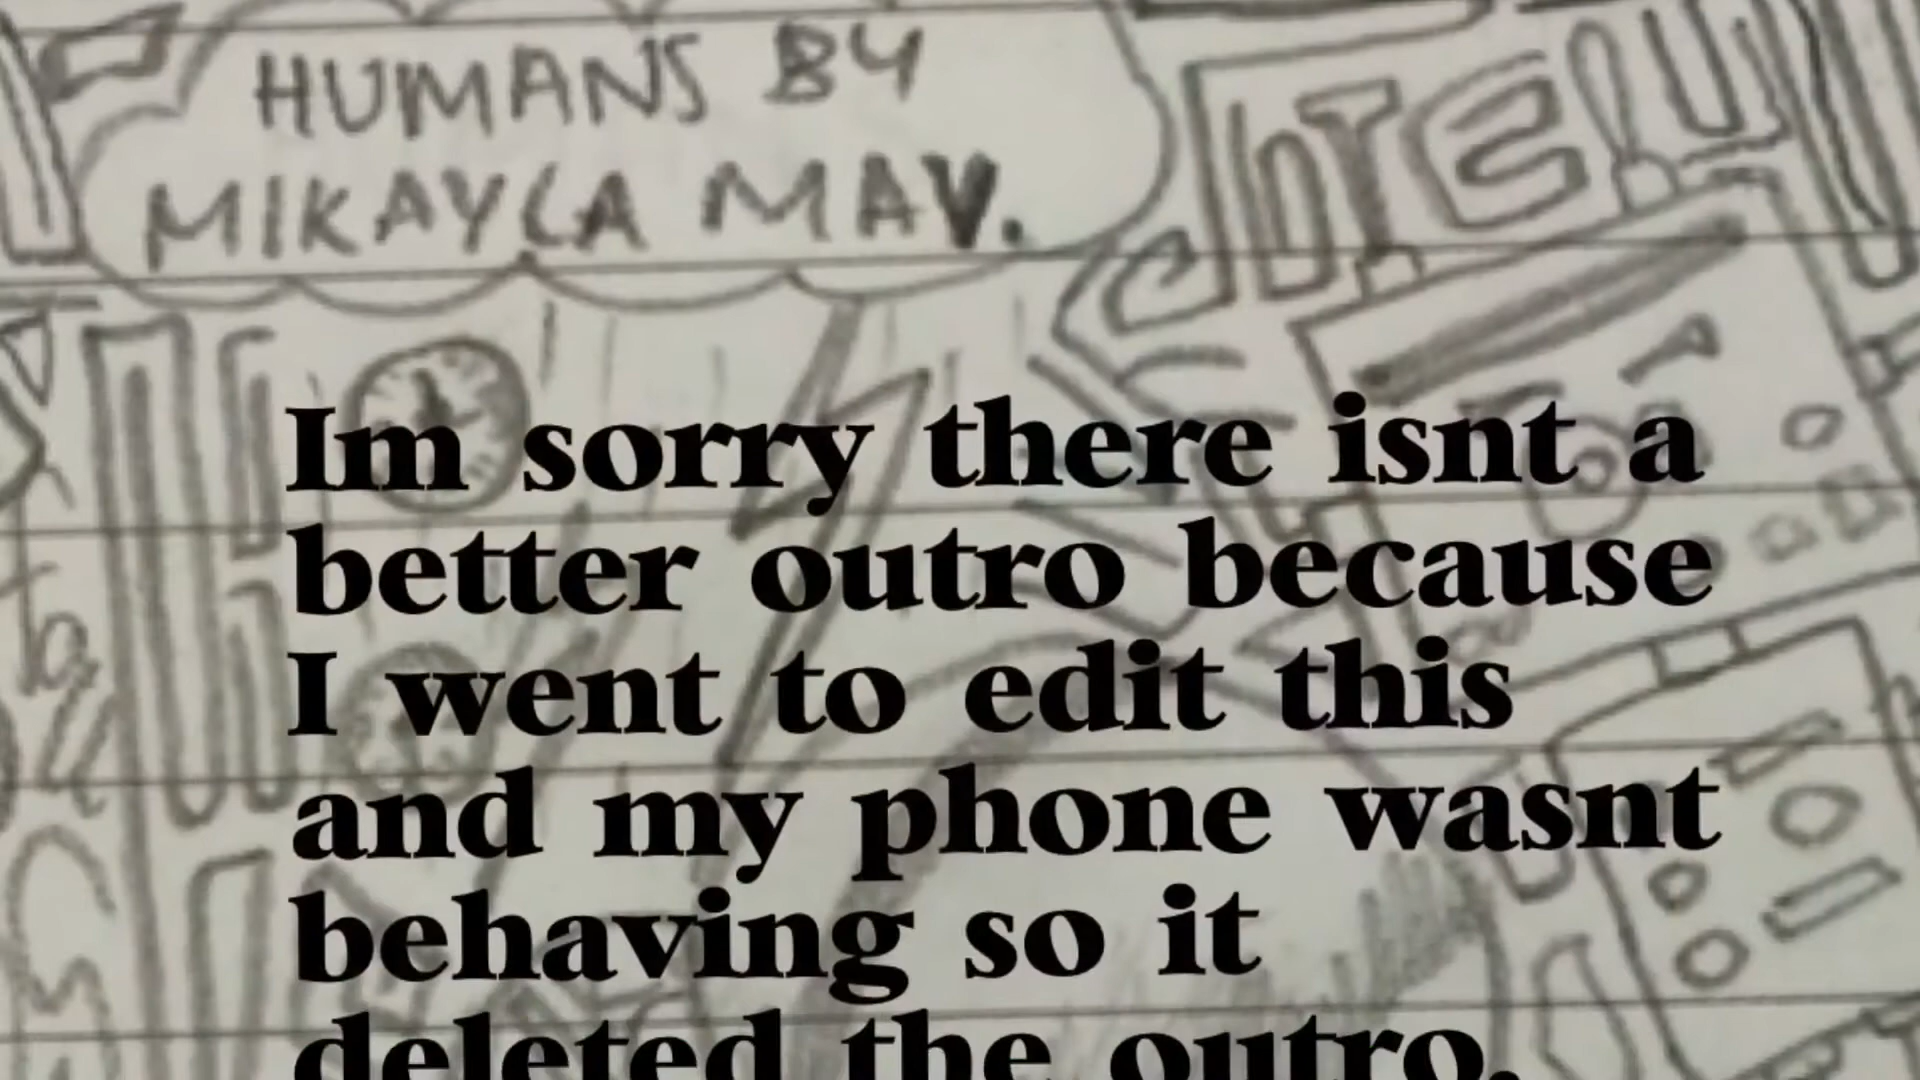 HUMANS BY
MIKAYLA MAV.
Im sorry there isnt a
better outro because
I went to edit this
and my phone wasnt
behaving so it
deleted the outro.